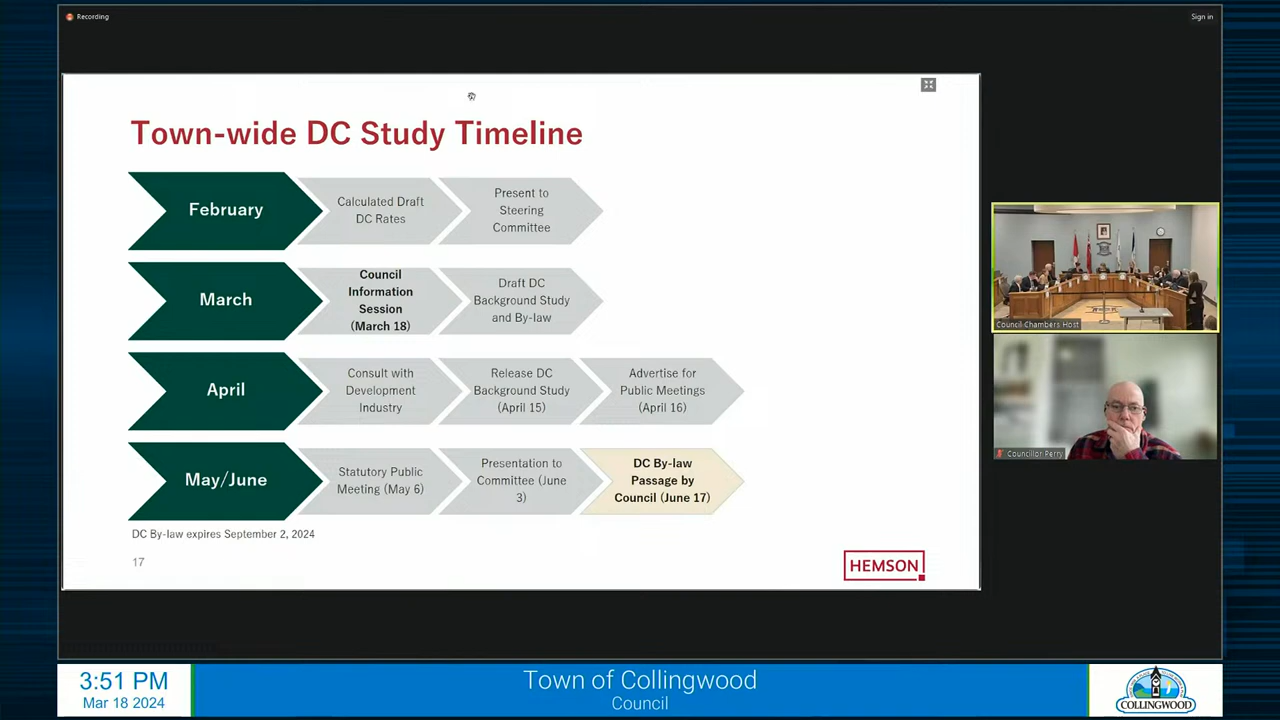 Recording
Sign in
Town-wide DC Study Timeline
February
Calculated Draft
DC Rates
Present to
Steering
Committee
March
Council
Information
Session
(March 18)
Draft DC
Background Study
and By-law
April
Consult with
Development
Industry
Release DC
Background Study
(April 15)
Advertise for
Public Meetings
(April 16)
May/June
Statutory Public
Meeting (May 6)
Presentation to
Committee (June
3)
DC By-law
Passage by
Council (June 17)
DC By-law expires September 2, 2024
17
HEMSON
Council Chambers Host
Councillor Perry
3:51 PM
Mar 18 2024
Town of Collingwood
Council
COLLINGWOOD